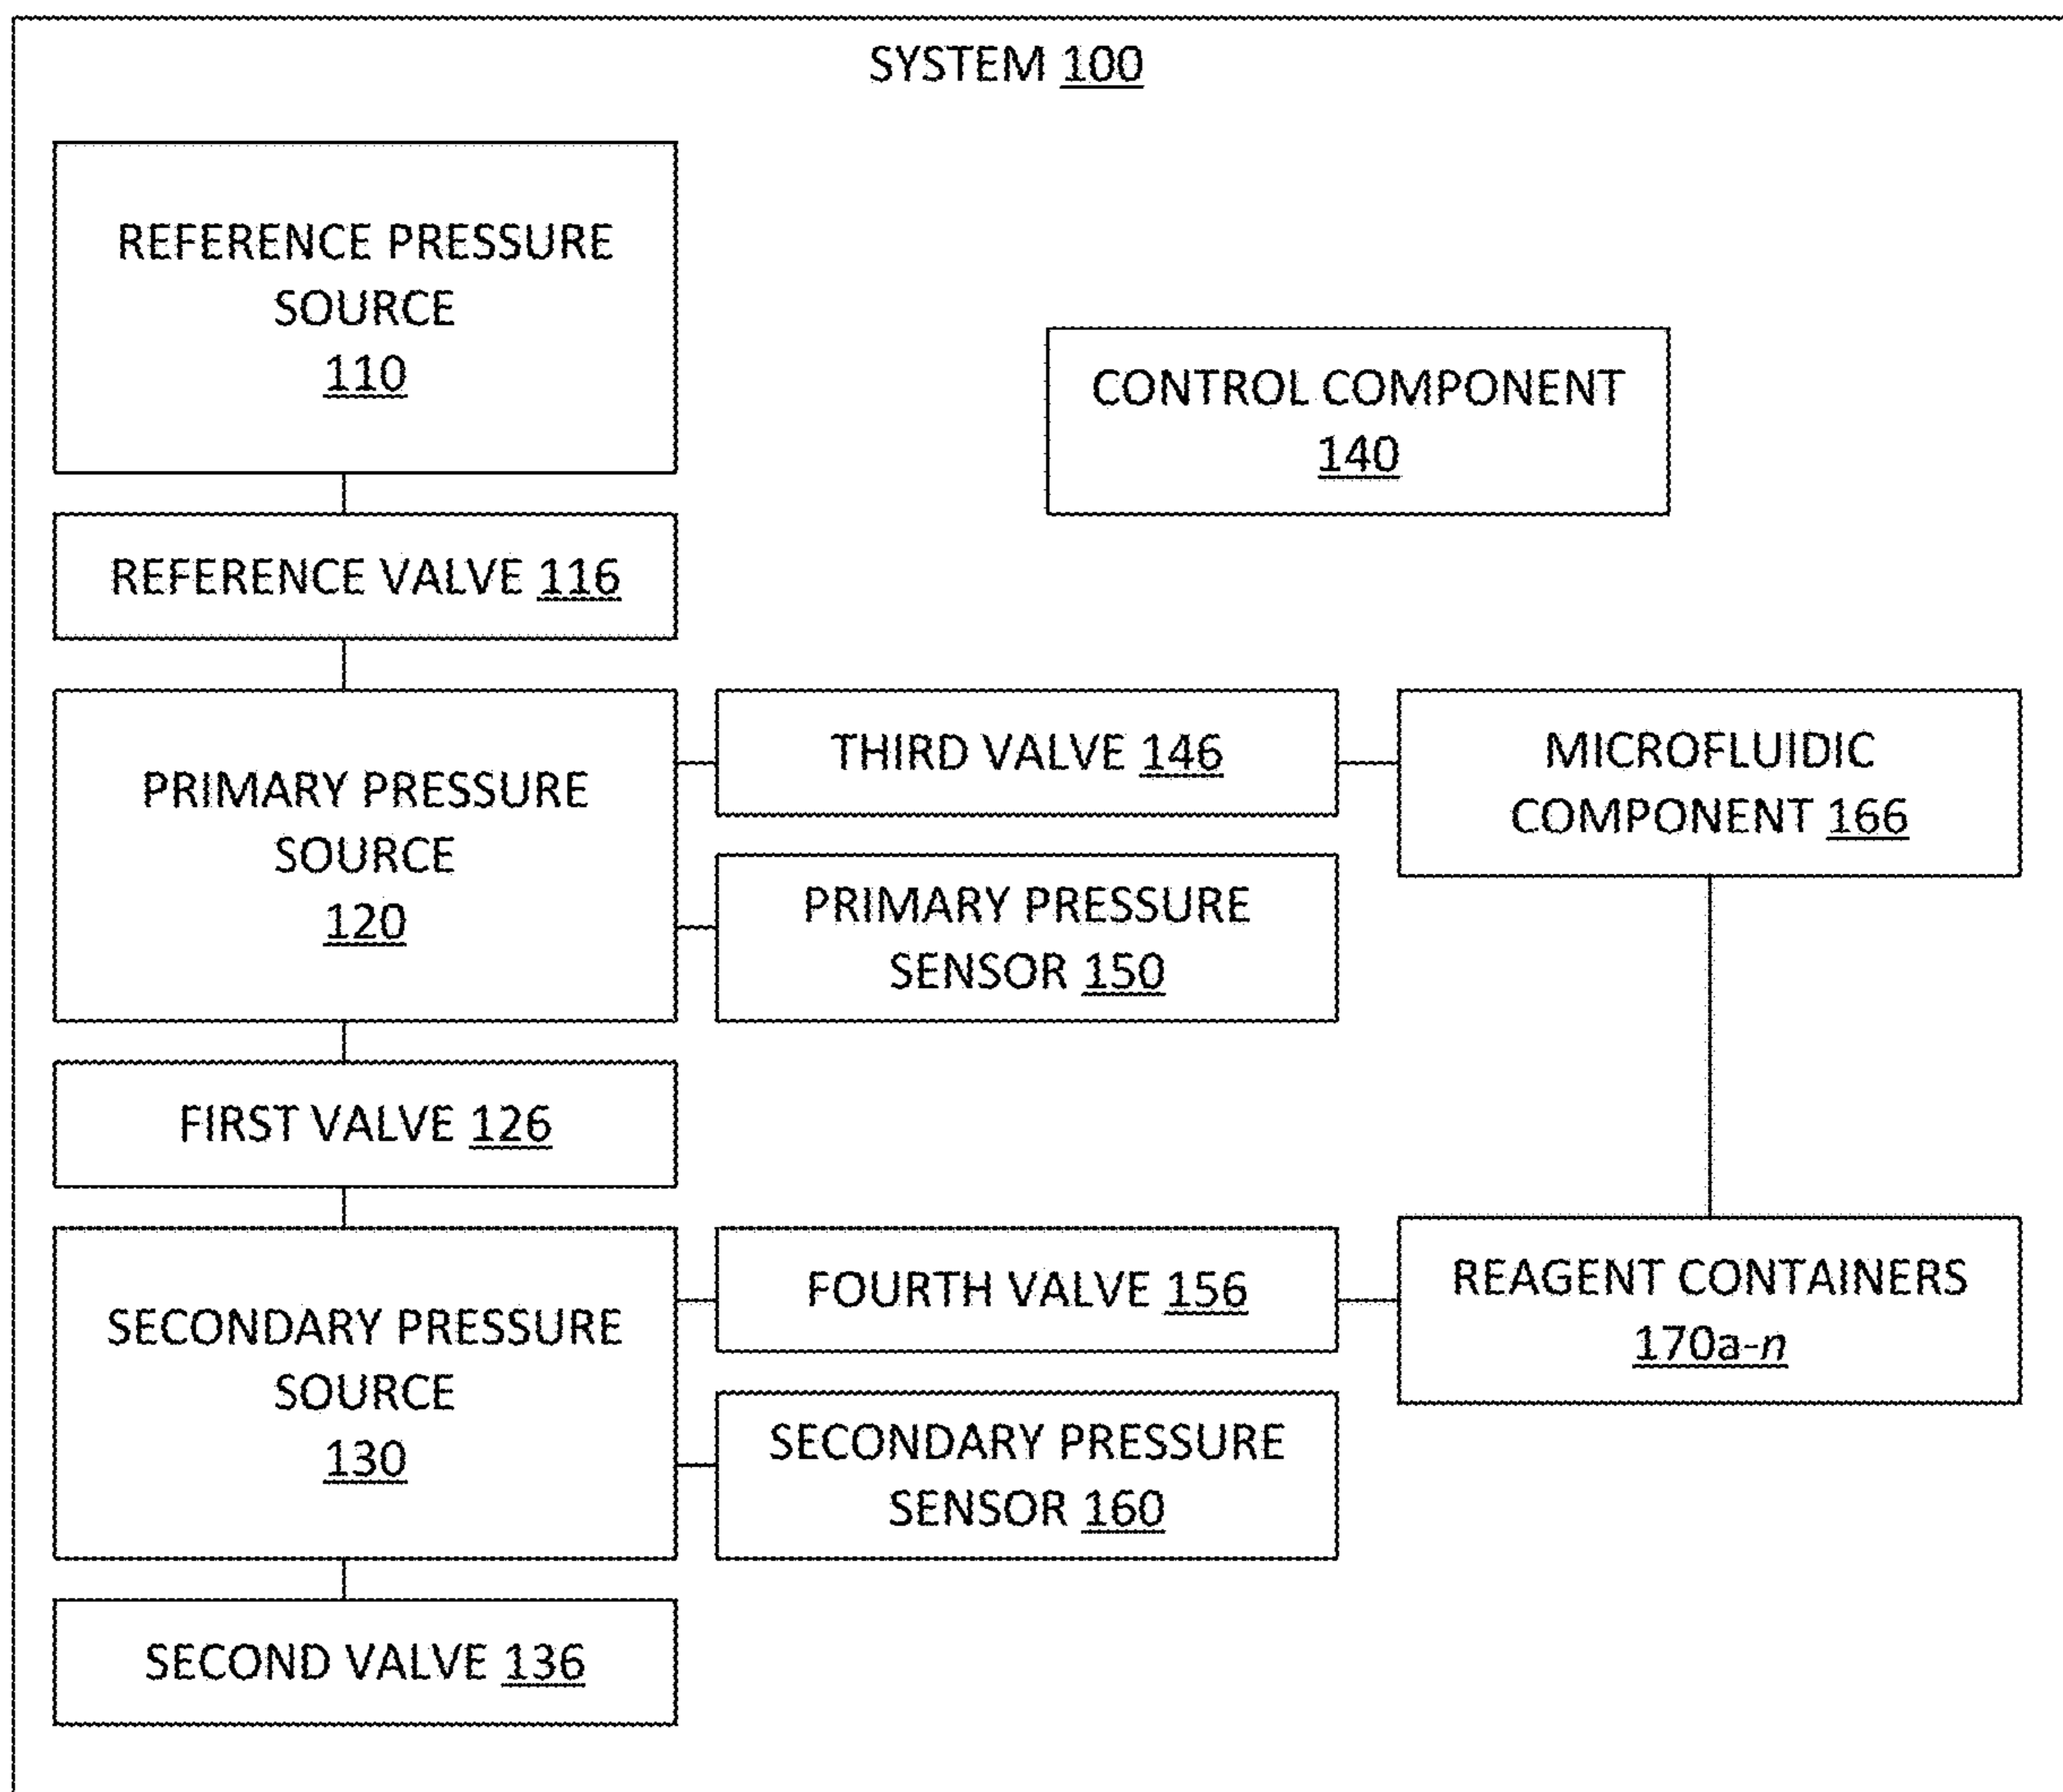 SYSTEM 100
REFERENCE PRESSURE
SOURCE
110
CONTROL COMPONENT
140
REFERENCE VALVE 116
PRIMARY PRESSURE
SOURCE
120
THIRD VALVE 146
MICROFLUIDIC
COMPONENT 166
PRIMARY PRESSURE
SENSOR 150
FIRST VALVE 126
SECONDARY PRESSURE
SOURCE
130
FOURTH VALVE 156
REAGENT CONTAINERS
170a-n
SECONDARY PRESSURE
SENSOR 160
SECOND VALVE 136